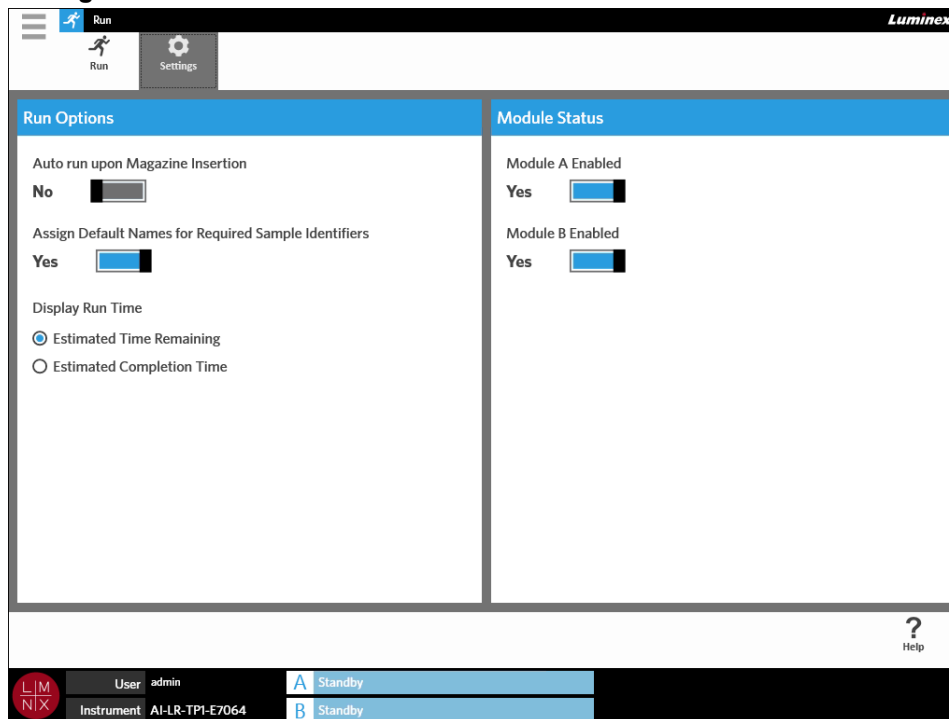 Run
Luminex
Run
Settings
Run Options
Auto run upon Magazine Insertion
No
Assign Default Names for Required Sample Identifiers
Yes
Display Run Time
Estimated Time Remaining
Estimated Completion Time
Module Status
Module A Enabled
Yes
Module B Enabled
Yes
?
Help
L M
N X
User admin
Instrument AI-LR-TP1-E7064
A Standby
B Standby